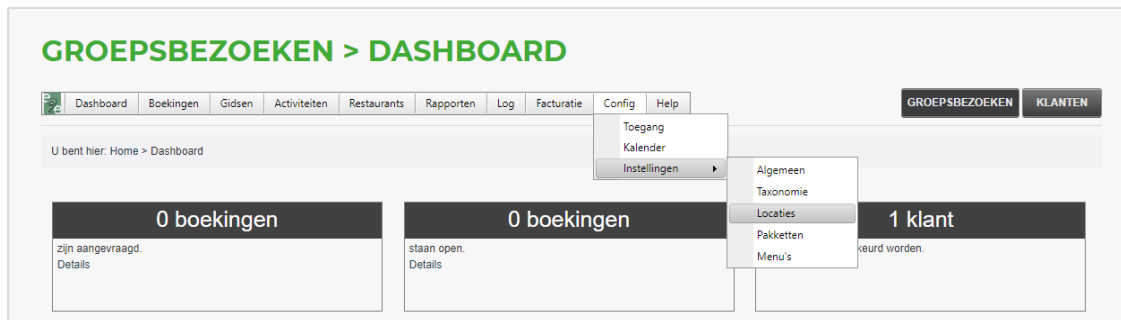 GROEPSBEZOEKEN > DASHBOARD
Dashboard Boekingen Gidsen Activiteiten Restaurants Rapporten Log Facturatie Config Help
GROEPSBEZOEKEN KLANTEN
Toegang
Kalender
Instellingen
U bent hier: Home > Dashboard
Algemeen
Taxonomie
Locaties
Pakketten
Menu's
0 boekingen
zijn aangevraagd.
Details
0 boekingen
staan open.
Details
1 klant
keurd worden.